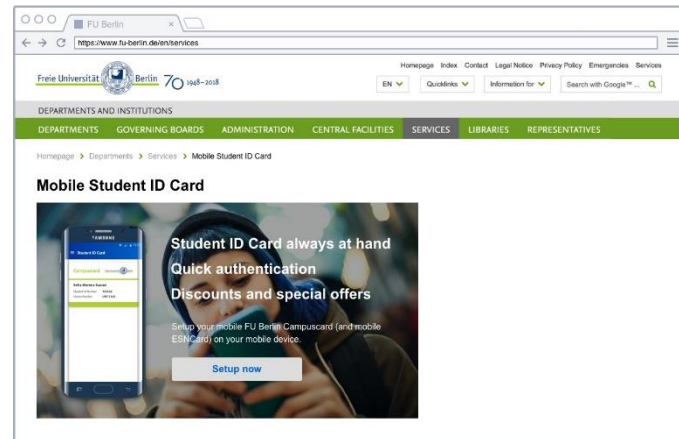 FU Berlin
https://www.fu-berlin.de/en/services
Homepage Index Contact Legal Notice Privacy Policy Emergencies Services
Freie Universität Berlin 70 1948–2018
EN Quicklinks Information for Search with Google™ ...
DEPARTMENTS AND INSTITUTIONS
DEPARTMENTS GOVERNING BOARDS ADMINISTRATION CENTRAL FACILITIES SERVICES LIBRARIES REPRESENTATIVES
Homepage > Departments > Services > Mobile Student ID Card
Mobile Student ID Card
SAMSUNG
Student ID Card
Campuscard
Student ID Card always at hand
Quick authentication
Discounts and special offers
Setup your mobile FU Berlin Campuscard (and mobile
ESNCard) on your mobile device.
Setup now